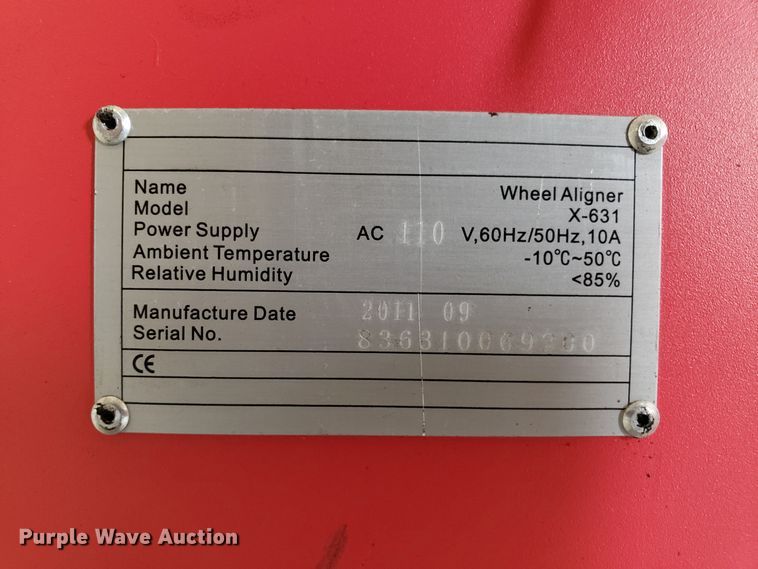 Name Wheel Aligner
Model X-631
Power Supply AC 110 V,60Hz/50Hz,10A
Ambient Temperature -10℃~50℃
Relative Humidity <85%
Manufacture Date 2011 09
Serial No.
CE
Purple Wave Auction